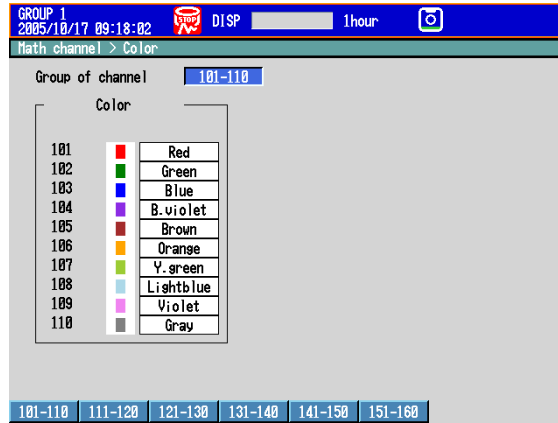 GROUP 1
2005/10/17 09:18:02 STOP DISP 1hour
Math channel > Color
Group of channel 101-110
Color
101 Red
102 Green
103 Blue
104 B.violet
105 Brown
106 Orange
107 Y.green
108 Lightblue
109 Violet
110 Gray
101-110 111-120 121-130 131-140 141-150 151-160